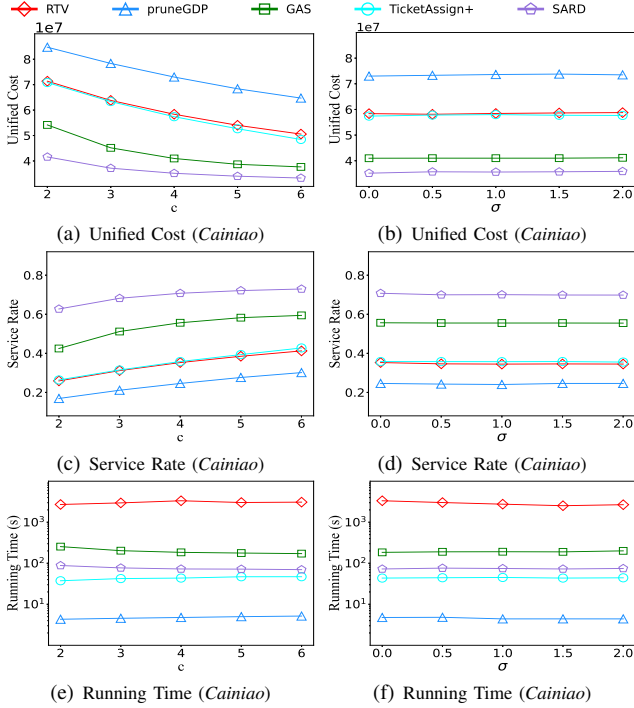 RTV pruneGDP GAS TicketAssign+ SARD
1e7 1e7
Unified Cost 8 7 6 5 4
2 3 4 5 6
c
Unified Cost 8 7 6 5 4
0.0 0.5 1.0 1.5 2.0
σ
(a) Unified Cost (Cainiao) (b) Unified Cost (Cainiao)
Service Rate 0.8 0.6 0.4 0.2
2 3 4 5 6
c
Service Rate 0.8 0.6 0.4 0.2
0.0 0.5 1.0 1.5 2.0
σ
(c) Service Rate (Cainiao) (d) Service Rate (Cainiao)
Running Time (s) 10³ 10² 10¹
2 3 4 5 6
c
Running Time (s) 10³ 10² 10¹
0.0 0.5 1.0 1.5 2.0
σ
(e) Running Time (Cainiao) (f) Running Time (Cainiao)